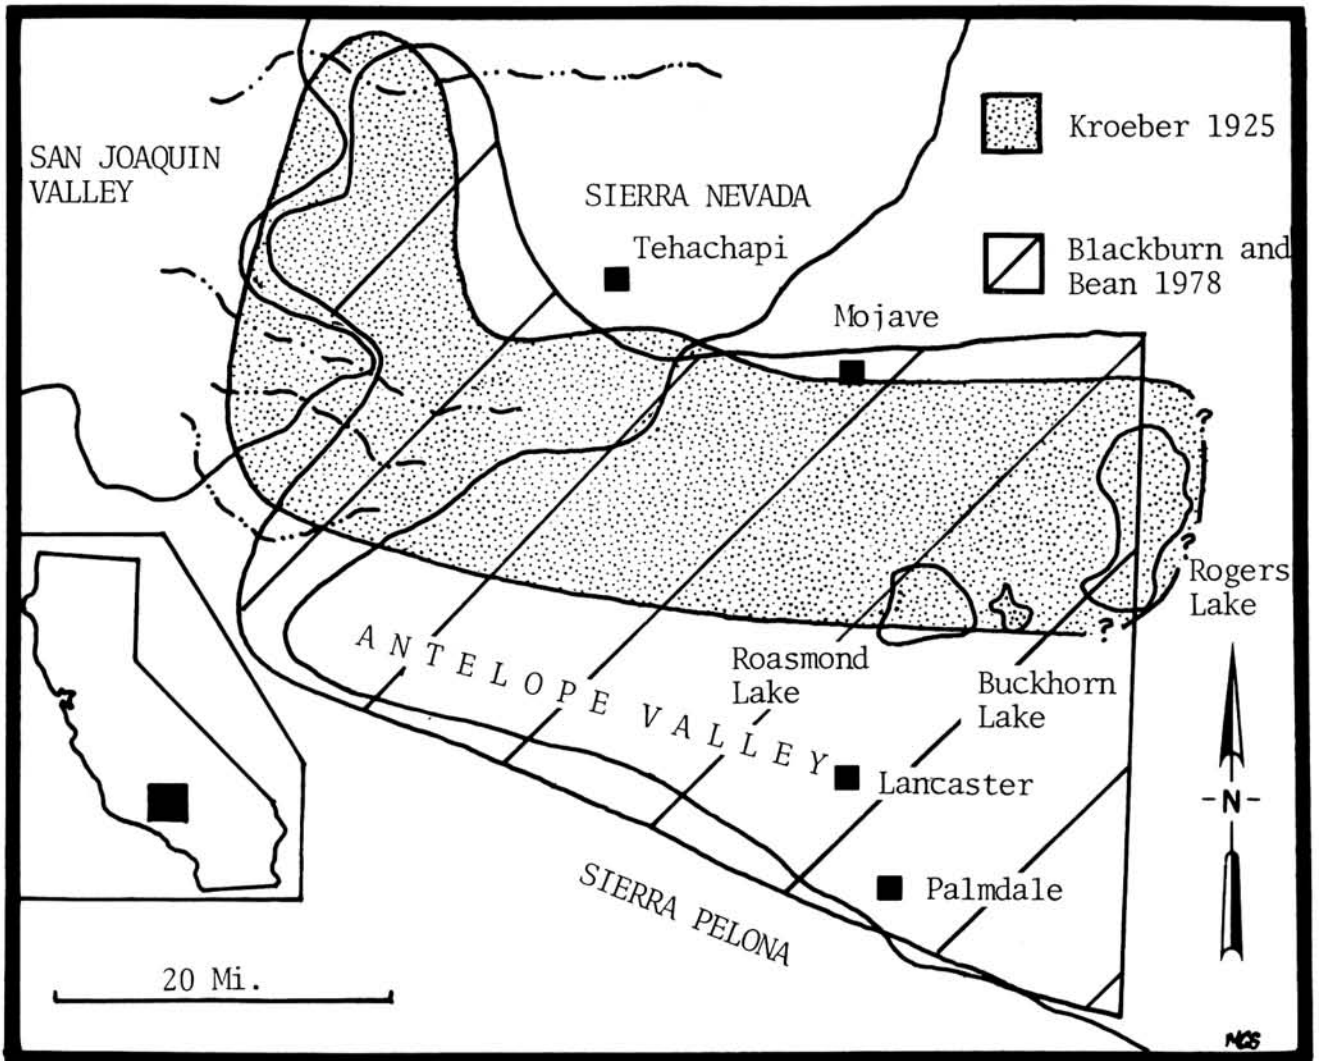 SAN JOAQUIN
VALLEY
SIERRA NEVADA
Tehachapi
Mojave
Kroeber 1925
Blackburn and
Bean 1978
?
?
?
Rogers
Lake
Roasmond
Lake
Buckhorn
Lake
ANTELOPE VALLEY
Lancaster
Palmdale
SIERRA PELONA
20 Mi.
-N-
MGS